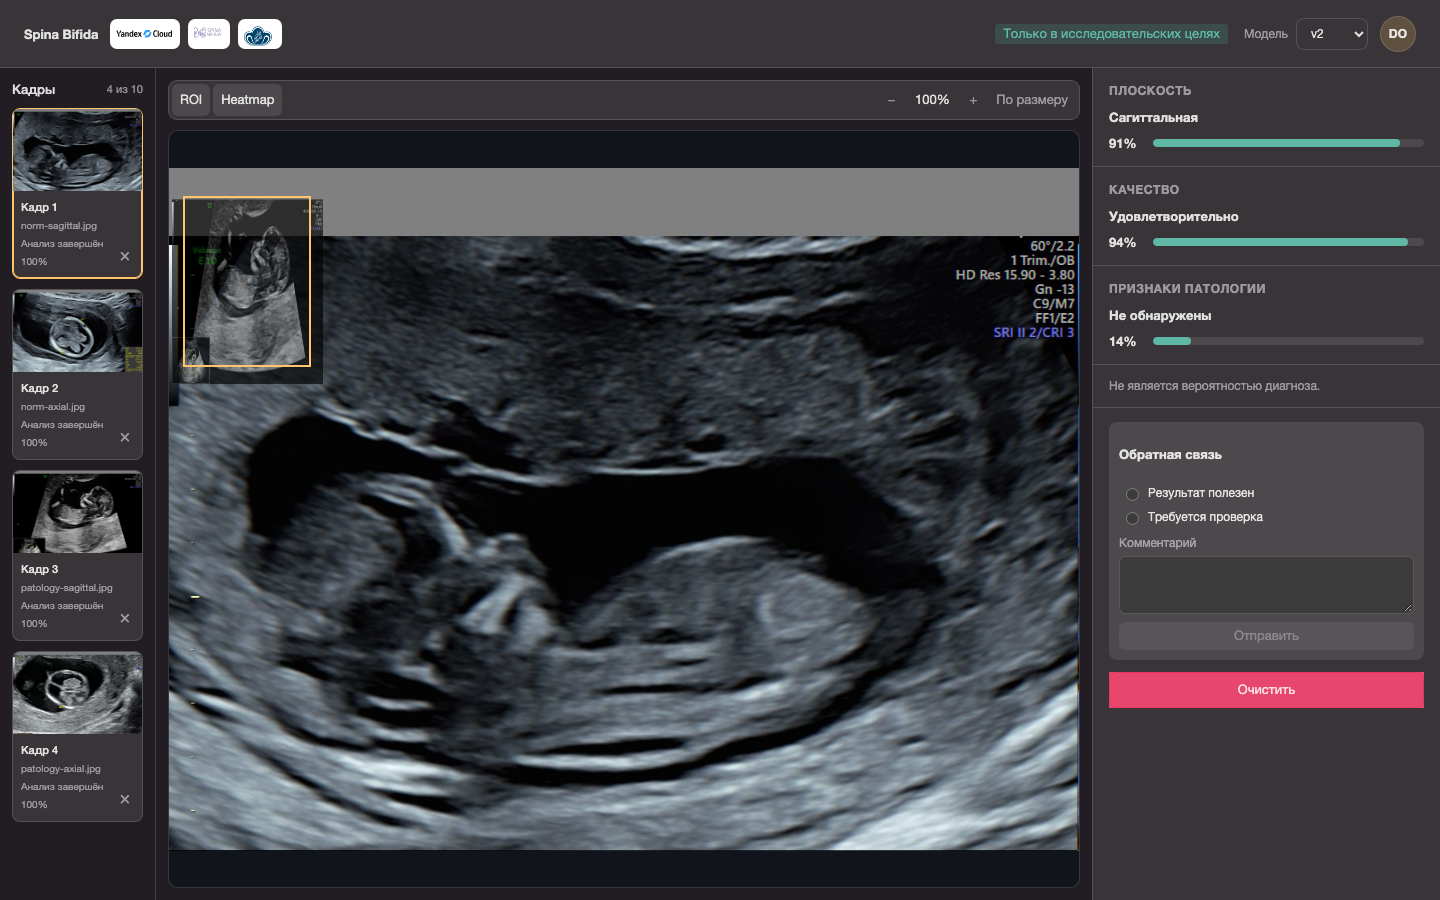 Spina Bifida
Yandex Cloud
Только в исследовательских целях
Модель
v2
DO
Кадры
4 из 10
Кадр 1
norm-sagittal.jpg
Анализ завершён
100%
Кадр 2
norm-axial.jpg
Анализ завершён
100%
Кадр 3
patology-sagittal.jpg
Анализ завершён
100%
Кадр 4
patology-axial.jpg
Анализ завершён
100%
ROI
Heatmap
− 100% +
По размеру
60°/2.2
1 Trim./OB
HD Res 15.90 - 3.80
Gn -13
C9/M7
FF1/E2
SRI II 2/CRI 3
ПЛОСКОСТЬ
Сагиттальная
91%
КАЧЕСТВО
Удовлетворительно
94%
ПРИЗНАКИ ПАТОЛОГИИ
Не обнаружены
14%
Не является вероятностью диагноза.
Обратная связь
Результат полезен
Требуется проверка
Комментарий
Отправить
Очистить